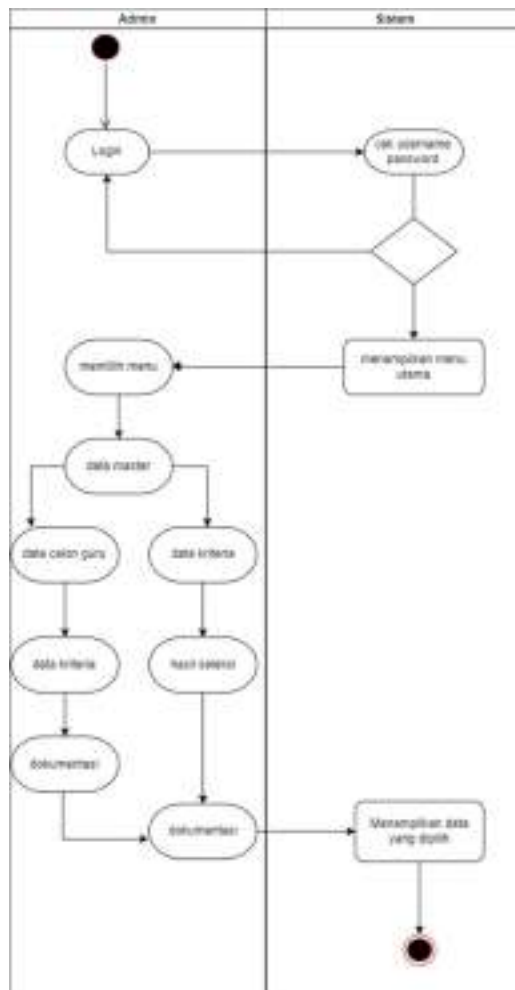 Admin
Sistem
Login
cek username
password
menampilkan menu
utama
memilih menu
data master
data calon guru
data kriteria
data kriteria
hasil seleksi
dokumentasi
dokumentasi
Menampilkan data
yang dipilih